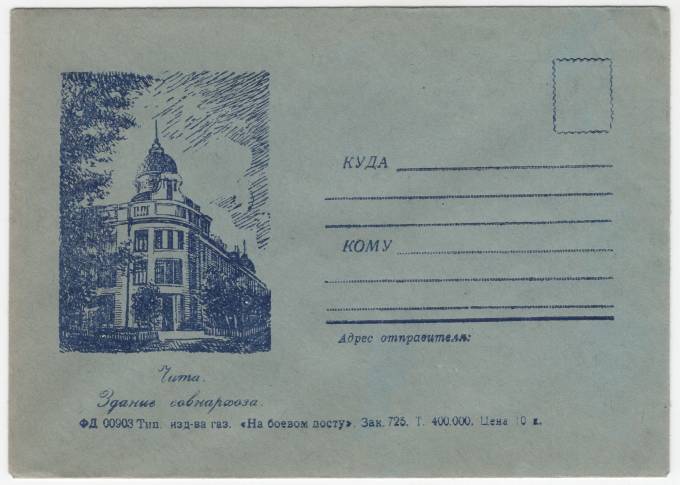 КУДА
КОМУ
Адрес отправителя:
Чита.
Здание совнархоза.
ФД 00903 Тип. изд-ва газ. «На боевом посту». Зак. 725. Т. 400.000. Цена 10 к.